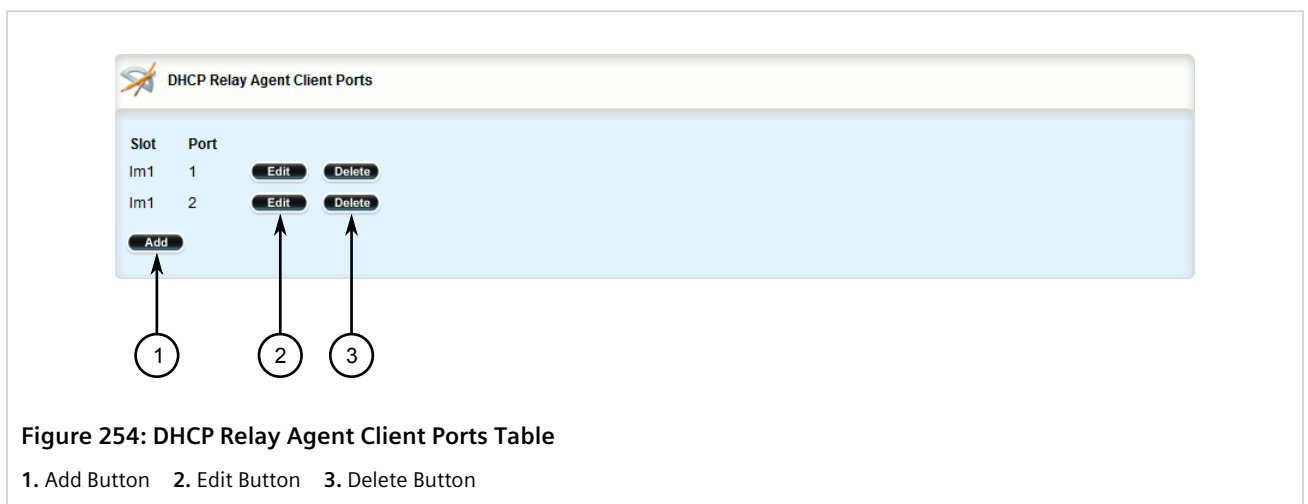 DHCP Relay Agent Client Ports
Slot Port
lm1 1 Edit Delete
lm1 2 Edit Delete
Add
1 2 3
Figure 254: DHCP Relay Agent Client Ports Table
1. Add Button 2. Edit Button 3. Delete Button